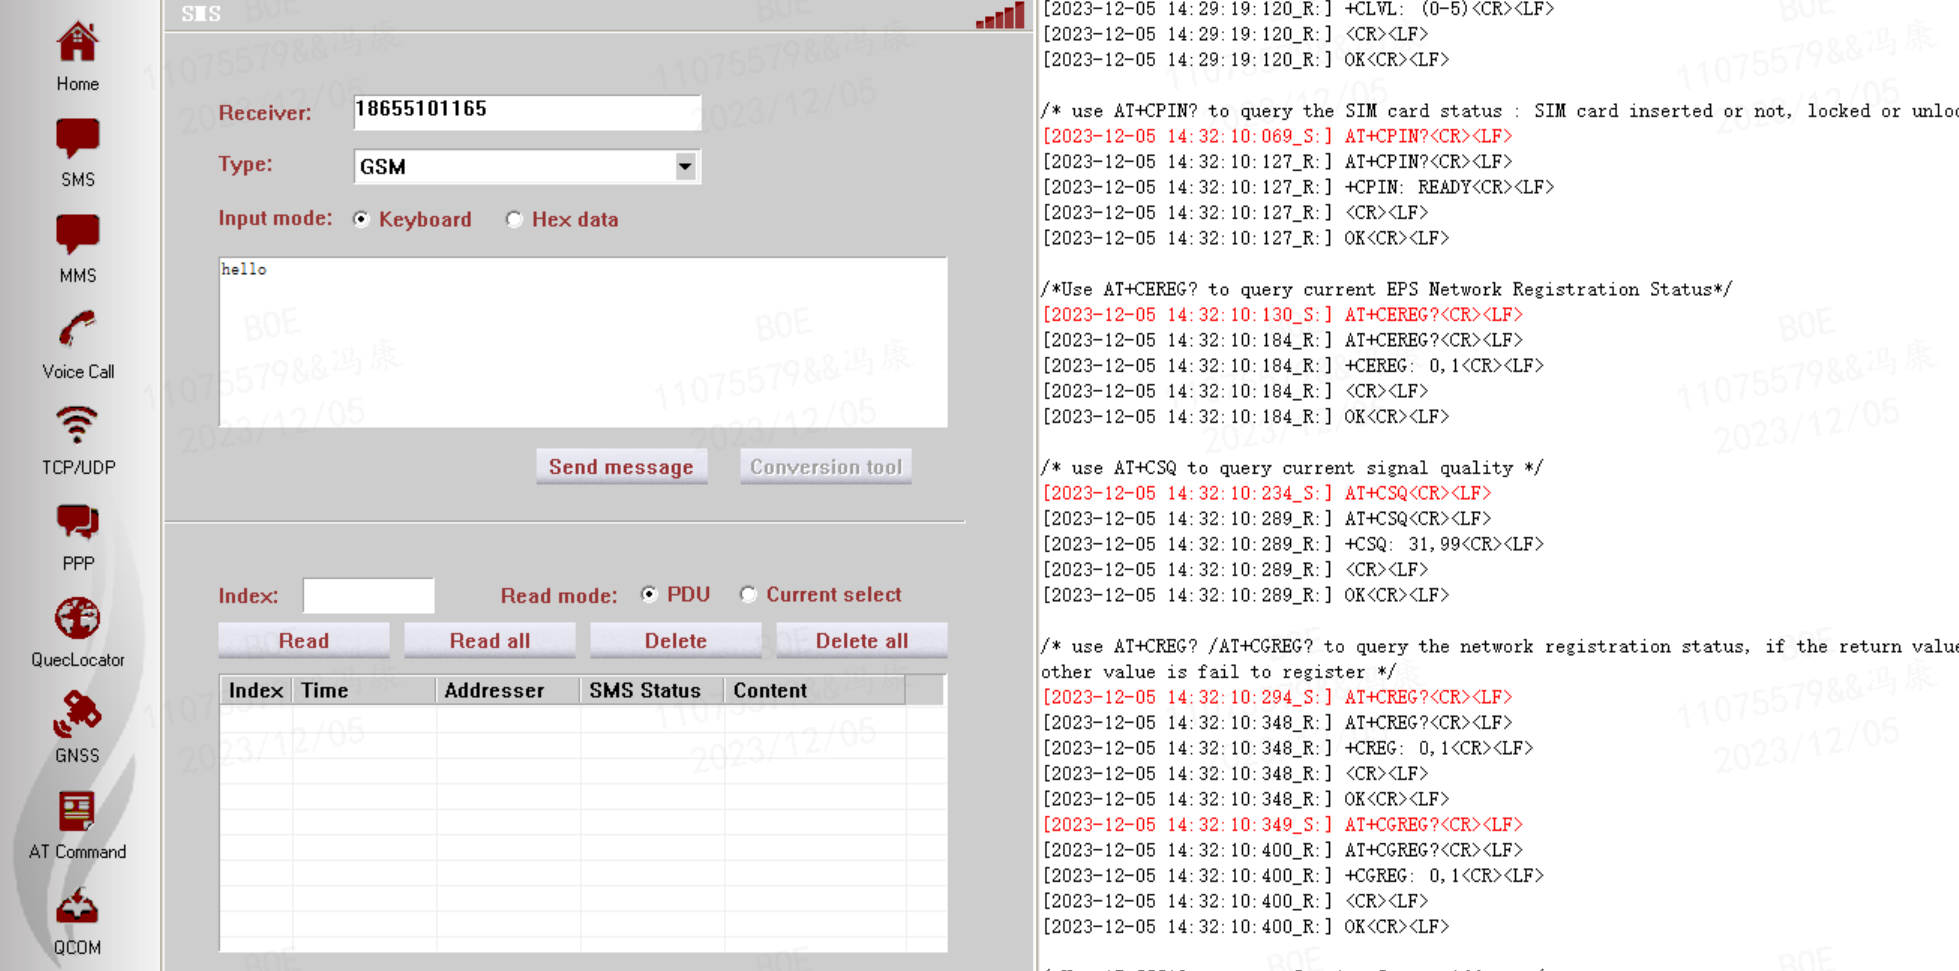 Home
SMS
MMS
Voice Call
TCP/UDP
PPP
QuecLocator
GNSS
AT Command
QCOM
SMS
Receiver: 18655101165
Type: GSM
Input mode: Keyboard Hex data
hello
Send message Conversion tool
Index: Read mode: PDU Current select
Read Read all Delete Delete all
Index Time Addresser SMS Status Content
[2023-12-05 14:29:19:120_R:] +CLVL: (0-5)<CR><LF>
[2023-12-05 14:29:19:120_R:] <CR><LF>
[2023-12-05 14:29:19:120_R:] OK<CR><LF>
/* use AT+CPIN? to query the SIM card status : SIM card inserted or not, locked or unloc
[2023-12-05 14:32:10:069_S:] AT+CPIN?<CR><LF>
[2023-12-05 14:32:10:127_R:] AT+CPIN?<CR><LF>
[2023-12-05 14:32:10:127_R:] +CPIN: READY<CR><LF>
[2023-12-05 14:32:10:127_R:] <CR><LF>
[2023-12-05 14:32:10:127_R:] OK<CR><LF>
/*Use AT+CEREG? to query current EPS Network Registration Status*/
[2023-12-05 14:32:10:130_S:] AT+CEREG?<CR><LF>
[2023-12-05 14:32:10:184_R:] AT+CEREG?<CR><LF>
[2023-12-05 14:32:10:184_R:] +CEREG: 0,1<CR><LF>
[2023-12-05 14:32:10:184_R:] <CR><LF>
[2023-12-05 14:32:10:184_R:] OK<CR><LF>
/* use AT+CSQ to query current signal quality */
[2023-12-05 14:32:10:234_S:] AT+CSQ<CR><LF>
[2023-12-05 14:32:10:289_R:] AT+CSQ<CR><LF>
[2023-12-05 14:32:10:289_R:] +CSQ: 31,99<CR><LF>
[2023-12-05 14:32:10:289_R:] <CR><LF>
[2023-12-05 14:32:10:289_R:] OK<CR><LF>
/* use AT+CREG? /AT+CGREG? to query the network registration status, if the return value
other value is fail to register */
[2023-12-05 14:32:10:294_S:] AT+CREG?<CR><LF>
[2023-12-05 14:32:10:348_R:] AT+CREG?<CR><LF>
[2023-12-05 14:32:10:348_R:] +CREG: 0,1<CR><LF>
[2023-12-05 14:32:10:348_R:] <CR><LF>
[2023-12-05 14:32:10:348_R:] OK<CR><LF>
[2023-12-05 14:32:10:349_S:] AT+CGREG?<CR><LF>
[2023-12-05 14:32:10:400_R:] AT+CGREG?<CR><LF>
[2023-12-05 14:32:10:400_R:] +CGREG: 0,1<CR><LF>
[2023-12-05 14:32:10:400_R:] <CR><LF>
[2023-12-05 14:32:10:400_R:] OK<CR><LF>
BOE
11075579&&冯康
2023/12/05